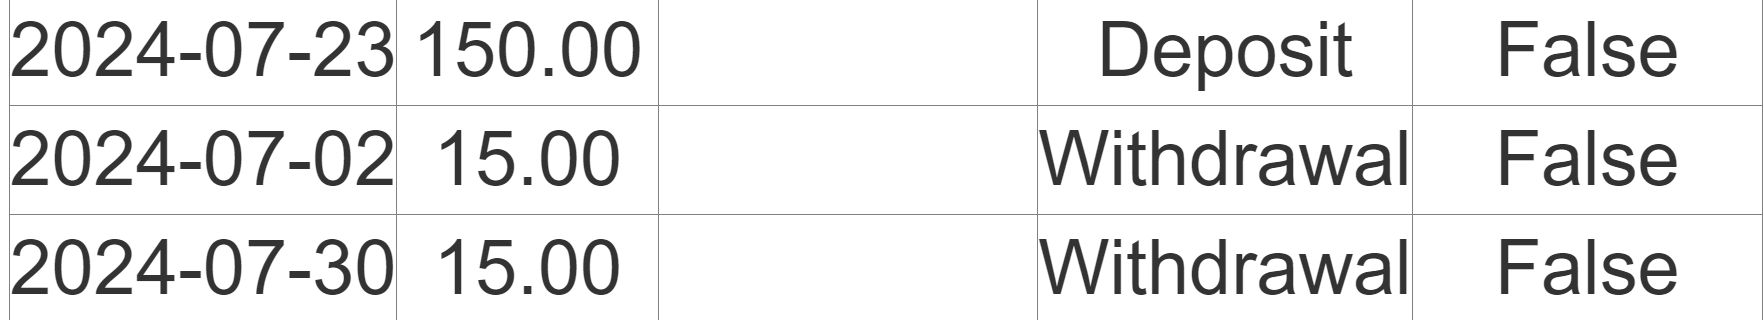 2024-07-23 150.00 Deposit False
2024-07-02 15.00 Withdrawal False
2024-07-30 15.00 Withdrawal False